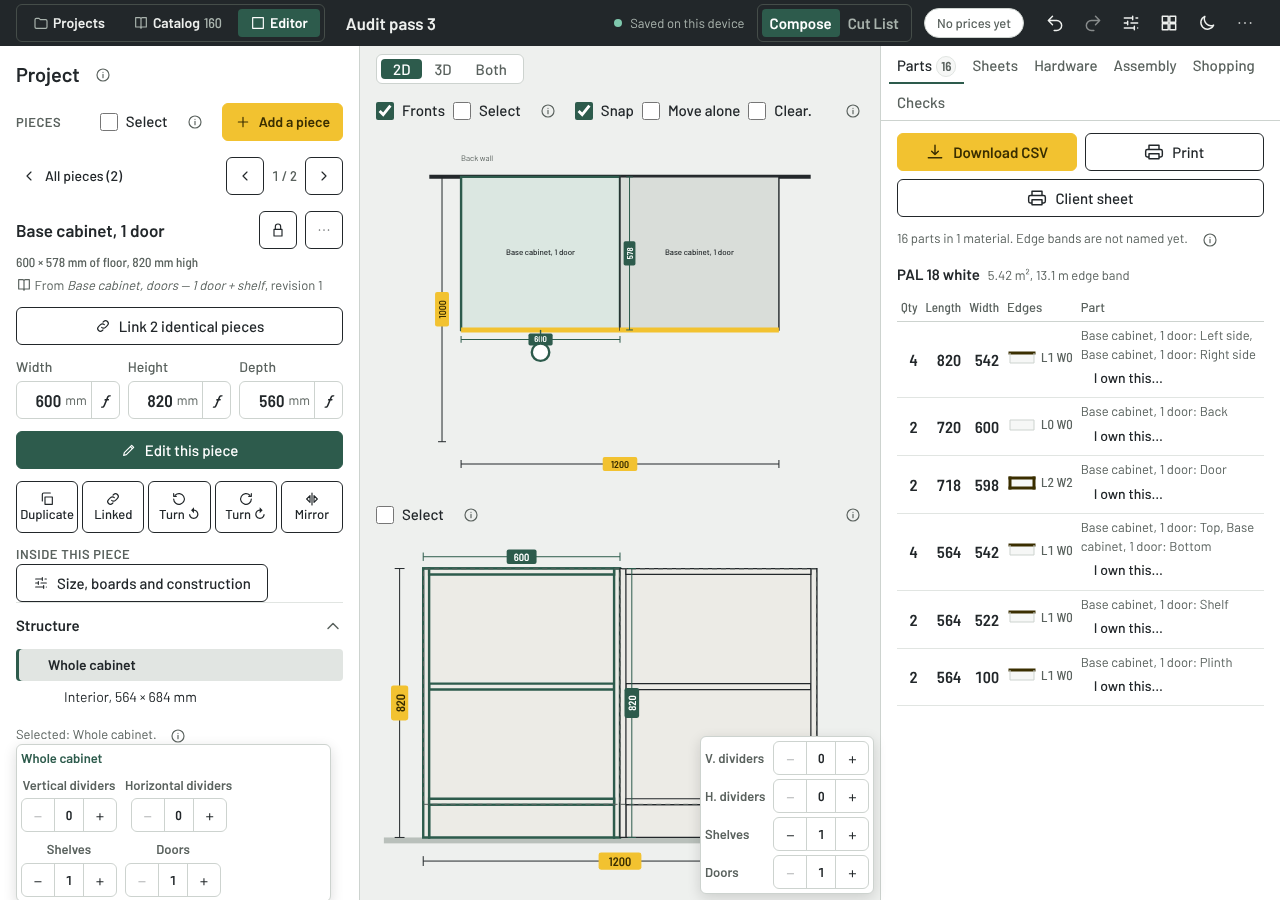 Projects
Catalog 160
Editor
Audit pass 3
Saved on this device
Compose
Cut List
No prices yet
Project
PIECES
Select
Add a piece
All pieces (2)
1 / 2
Base cabinet, 1 door
600 × 578 mm of floor, 820 mm high
From Base cabinet, doors — 1 door + shelf, revision 1
Link 2 identical pieces
Width
Height
Depth
600 mm
820 mm
560 mm
Edit this piece
Duplicate
Linked
Turn
Turn
Mirror
INSIDE THIS PIECE
Size, boards and construction
Structure
Whole cabinet
Interior, 564 × 684 mm
Selected: Whole cabinet.
Whole cabinet
Vertical dividers
Horizontal dividers
− 0 +
− 0 +
Shelves
Doors
− 1 +
− 1 +
2D
3D
Both
Fronts
Select
Snap
Move alone
Clear.
Back wall
Base cabinet, 1 door
Base cabinet, 1 door
578
1000
600
1200
Select
600
820
820
1200
V. dividers − 0 +
H. dividers − 0 +
Shelves − 1 +
Doors − 1 +
Parts 16
Sheets
Hardware
Assembly
Shopping
Checks
Download CSV
Print
Client sheet
16 parts in 1 material. Edge bands are not named yet.
PAL 18 white 5.42 m², 13.1 m edge band
Qty Length Width Edges Part
4 820 542 L1 W0 Base cabinet, 1 door: Left side,
Base cabinet, 1 door: Right side
I own this...
2 720 600 L0 W0 Base cabinet, 1 door: Back
I own this...
2 718 598 L2 W2 Base cabinet, 1 door: Door
I own this...
4 564 542 L1 W0 Base cabinet, 1 door: Top, Base
cabinet, 1 door: Bottom
I own this...
2 564 522 L1 W0 Base cabinet, 1 door: Shelf
I own this...
2 564 100 L1 W0 Base cabinet, 1 door: Plinth
I own this...